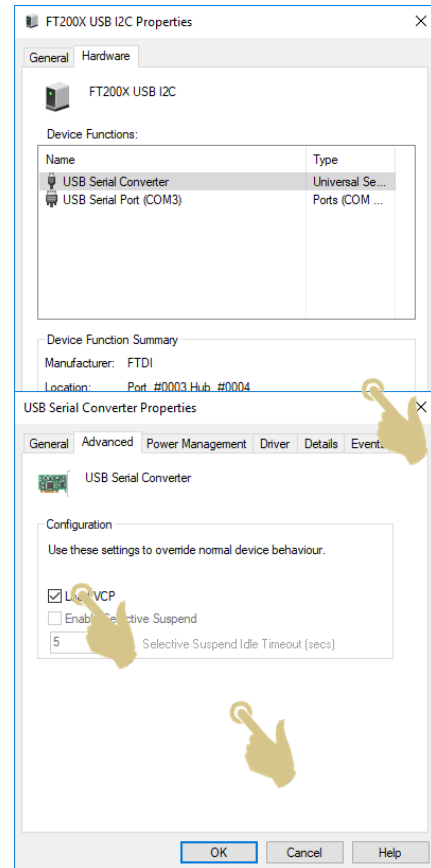 FT200X USB I2C Properties
General Hardware
FT200X USB I2C
Device Functions:
Name Type
USB Serial Converter Universal Se...
USB Serial Port (COM3) Ports (COM ...
Device Function Summary
Manufacturer: FTDI
Location: Port_#0003.Hub_#0004
USB Serial Converter Properties
General Advanced Power Management Driver Details Events
USB Serial Converter
Configuration
Use these settings to override normal device behaviour.
VCP
Selective Suspend
5 Selective Suspend Idle Timeout (secs)
OK Cancel Help